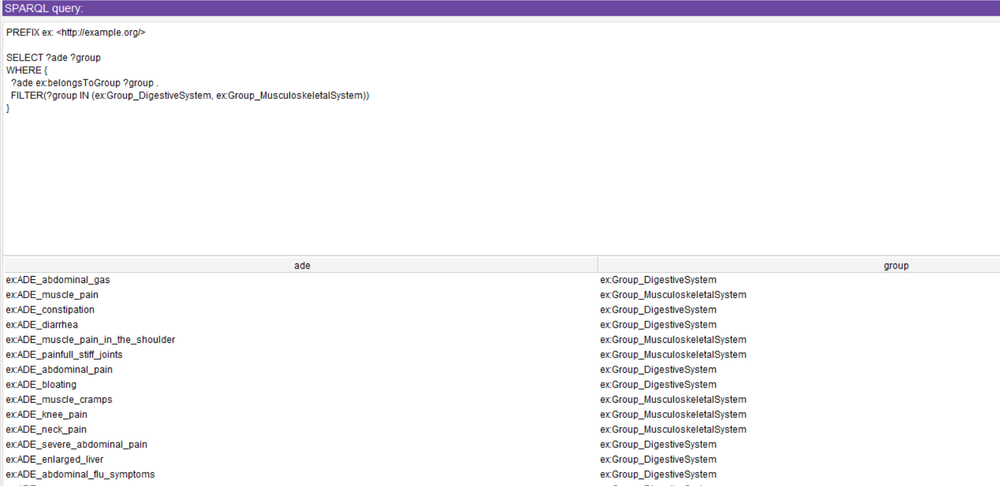 SPARQL query:
PREFIX ex: <http://example.org/>
SELECT ?ade ?group
WHERE {
?ade ex:belongsToGroup ?group .
FILTER(?group IN (ex:Group_DigestiveSystem, ex:Group_MusculoskeletalSystem))
}
ade group
ex:ADE_abdominal_gas ex:Group_DigestiveSystem
ex:ADE_muscle_pain ex:Group_MusculoskeletalSystem
ex:ADE_constipation ex:Group_DigestiveSystem
ex:ADE_diarrhea ex:Group_DigestiveSystem
ex:ADE_muscle_pain_in_the_shoulder ex:Group_MusculoskeletalSystem
ex:ADE_painfull_stiff_joints ex:Group_MusculoskeletalSystem
ex:ADE_abdominal_pain ex:Group_DigestiveSystem
ex:ADE_bloating ex:Group_DigestiveSystem
ex:ADE_muscle_cramps ex:Group_MusculoskeletalSystem
ex:ADE_knee_pain ex:Group_MusculoskeletalSystem
ex:ADE_neck_pain ex:Group_MusculoskeletalSystem
ex:ADE_severe_abdominal_pain ex:Group_DigestiveSystem
ex:ADE_enlarged_liver ex:Group_DigestiveSystem
ex:ADE_abdominal_flu_symptoms ex:Group_DigestiveSystem